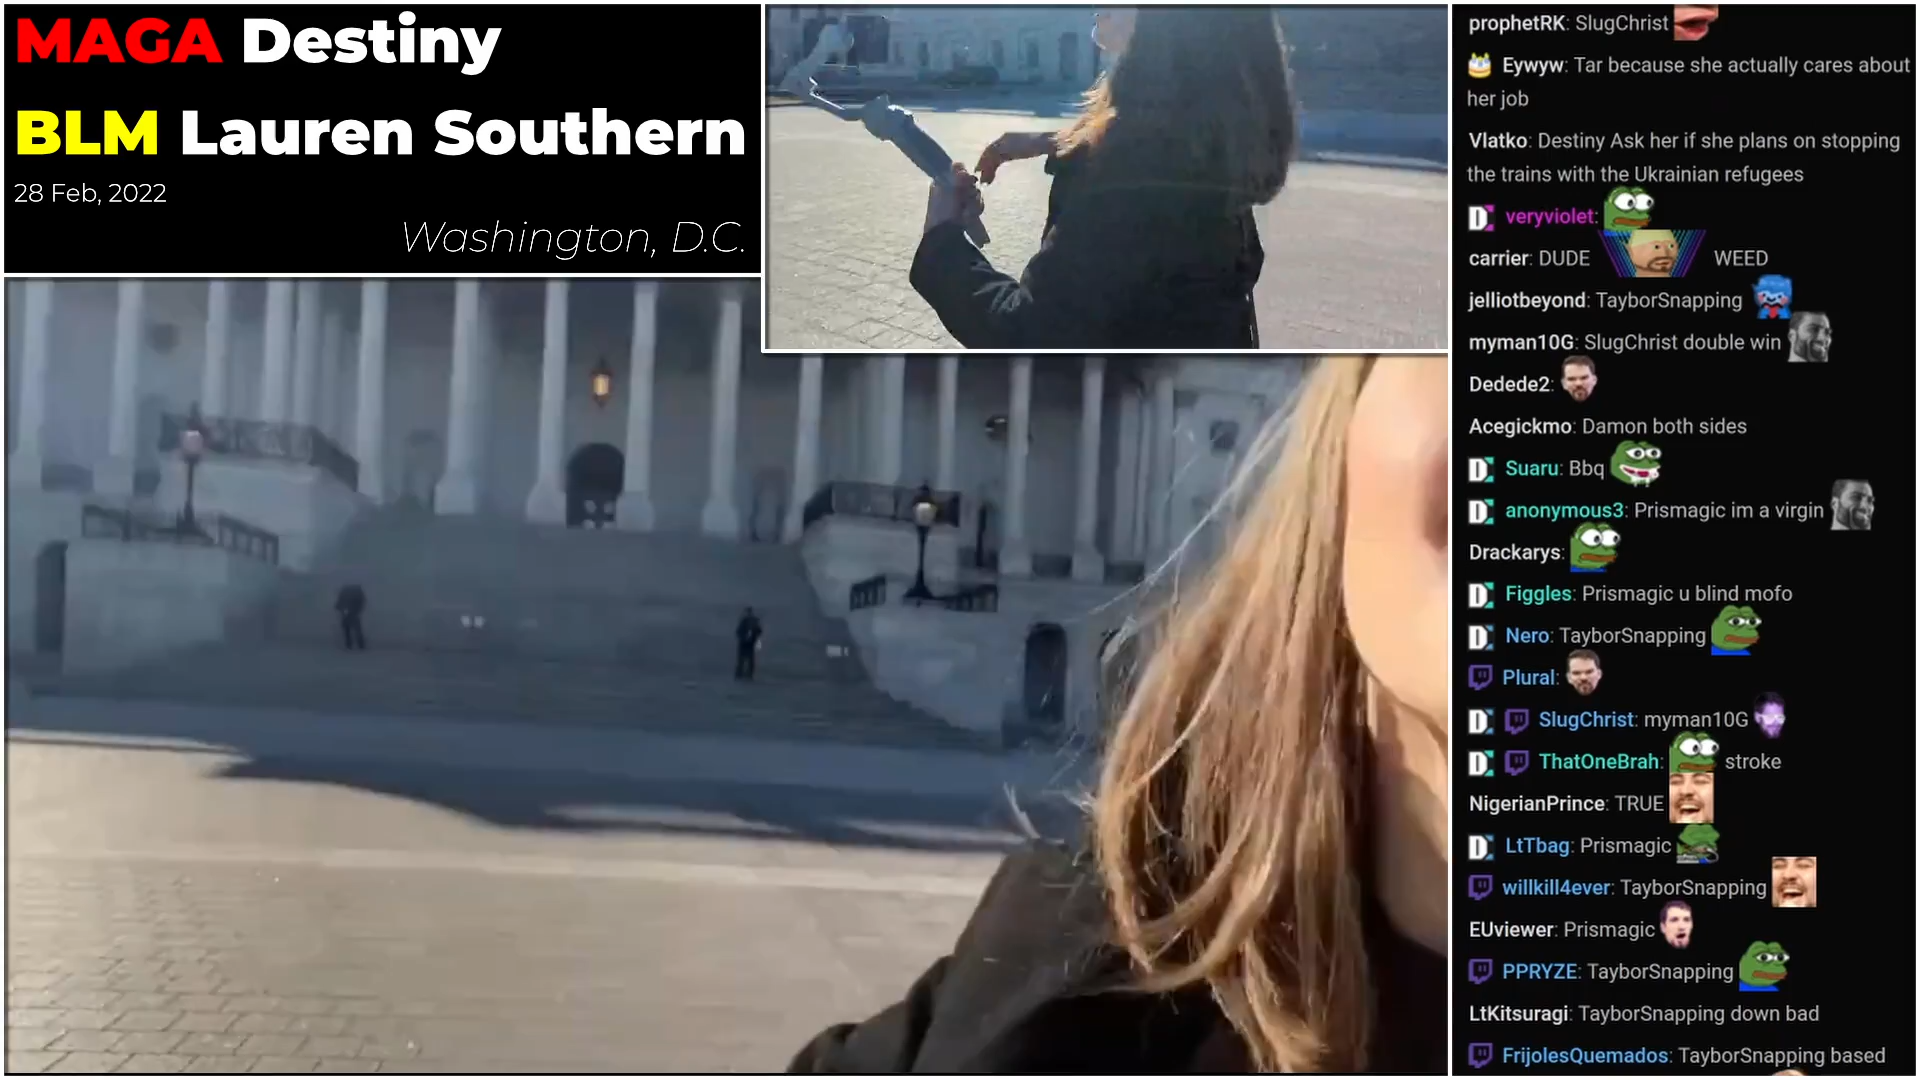 MAGA Destiny
BLM Lauren Southern
28 Feb, 2022
Washington, D.C.
prophetRK: SlugChrist
Eywyw: Tar because she actually cares about
her job
Vlatko: Destiny Ask her if she plans on stopping
the trains with the Ukrainian refugees
veryviolet:
carrier: DUDE WEED
jelliotbeyond: TayborSnapping
myman10G: SlugChrist double win
Dedede2:
Acegickmo: Damon both sides
Suaru: Bbq
anonymous3: Prismagic im a virgin
Drackarys:
Figgles: Prismagic u blind mofo
Nero: TayborSnapping
Plural:
SlugChrist: myman10G
ThatOneBrah: stroke
NigerianPrince: TRUE
LtTbag: Prismagic
willkill4ever: TayborSnapping
EUviewer: Prismagic
PPRYZE: TayborSnapping
LtKitsuragi: TayborSnapping down bad
FrijolesQuemados: TayborSnapping based